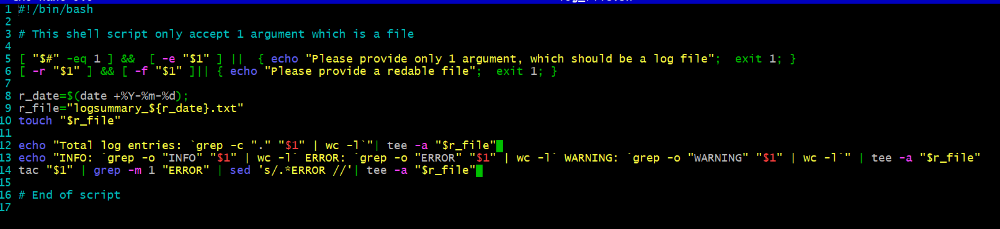 1 #!/bin/bash
2
3 # This shell script only accept 1 argument which is a file
4
5 [ "$#" -eq 1 ] &&  [ -e "$1" ] ||  { echo "Please provide only 1 argument, which should be a log file";  exit 1; }
6 [ -r "$1" ] && [ -f "$1" ]|| { echo "Please provide a redable file";  exit 1; }
7
8 r_date=$(date +%Y-%m-%d);
9 r_file="logsummary_${r_date}.txt"
10 touch "$r_file"
11
12 echo "Total log entries: `grep -c "." "$1" | wc -l`"| tee -a "$r_file"
13 echo "INFO: `grep -o "INFO" "$1" | wc -l` ERROR: `grep -o "ERROR" "$1" | wc -l` WARNING: `grep -o "WARNING" "$1" | wc -l`" | tee -a "$r_file"
14 tac "$1" | grep -m 1 "ERROR" | sed 's/.*ERROR //'| tee -a "$r_file"
15
16 # End of script
17